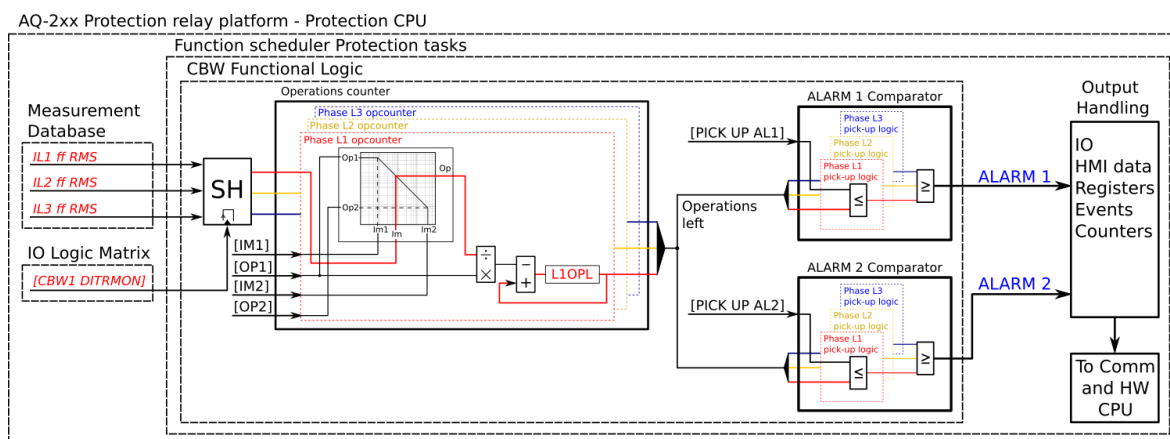 AQ-2xx Protection relay platform - Protection CPU
Function scheduler Protection tasks
CBW Functional Logic
Measurement
Database
IL1 ff RMS
IL2 ff RMS
IL3 ff RMS
IO Logic Matrix
[CBW1 DITRMON]
SH
[IM1]
[OP1]
[IM2]
[OP2]
Operations counter
Phase L3 opcounter
Phase L2 opcounter
Phase L1 opcounter
Op1
Op
Op2
Im1
Im
Im2
÷
×
−
+
L1OPL
Operations
left
ALARM 1 Comparator
[PICK UP AL1]
Phase L3
pick-up logic
Phase L2
pick-up logic
Phase L1
pick-up logic
≤
≥
ALARM 1
ALARM 2 Comparator
[PICK UP AL2]
Phase L3
pick-up logic
Phase L2
pick-up logic
Phase L1
pick-up logic
≤
≥
ALARM 2
Output
Handling
IO
HMI data
Registers
Events
Counters
To Comm
and HW
CPU